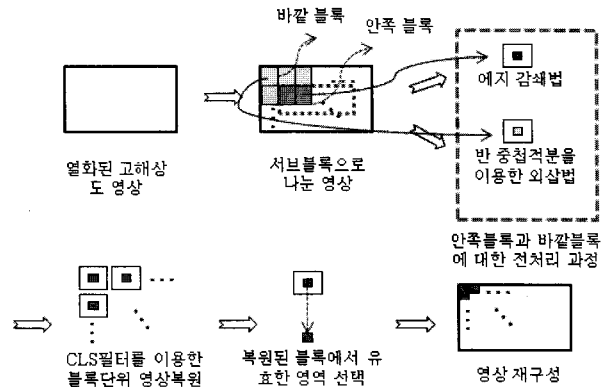 바깥 블록
안쪽 블록
에지 감쇄법
반 중첩적분을
이용한 외삽법
열화된 고해상
도 영상
서브블록으로
나눈 영상
안쪽블록과 바깥블록
에 대한 전처리 과정
CLS필터를 이용한
블록단위 영상복원
복원된 블록에서 유
효한 영역 선택
영상 재구성